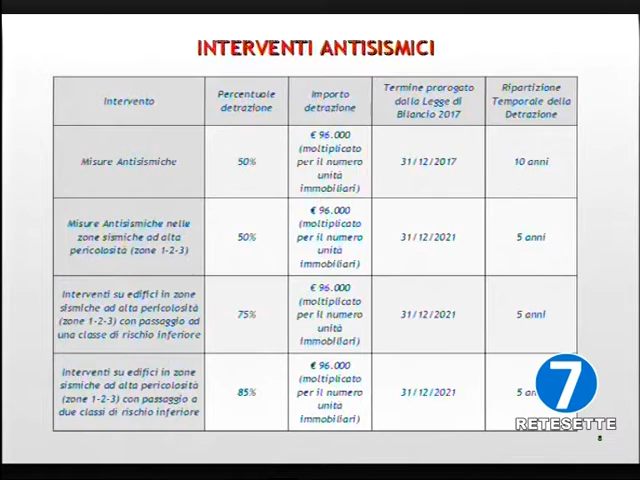 INTERVENTI ANTISISMICI
Intervento
Percentuale
detrazione
Importo
detrazione
Termine prorogato
dalla Legge di
Bilancio 2017
Ripartizione
Temporale della
Detrazione
Misure Antisismiche
50%
€ 96.000
(moltiplicato
per il numero
unità
immobiliari)
31/12/2017
10 anni
Misure Antisismiche nelle
zone sismiche ad alta
pericolosità (zone 1-2-3)
50%
€ 96.000
(moltiplicato
per il numero
unità
immobiliari)
31/12/2021
5 anni
Interventi su edifici in zone
sismiche ad alta pericolosità
(zone 1-2-3) con passaggio ad
una classe di rischio inferiore
75%
€ 96.000
(moltiplicato
per il numero
unità
immobiliari)
31/12/2021
5 anni
Interventi su edifici in zone
sismiche ad alta pericolosità
(zone 1-2-3) con passaggio a
due classi di rischio inferiore
85%
€ 96.000
(moltiplicato
per il numero
unità
immobiliari)
31/12/2021
5 an
7
RETESETTE
8